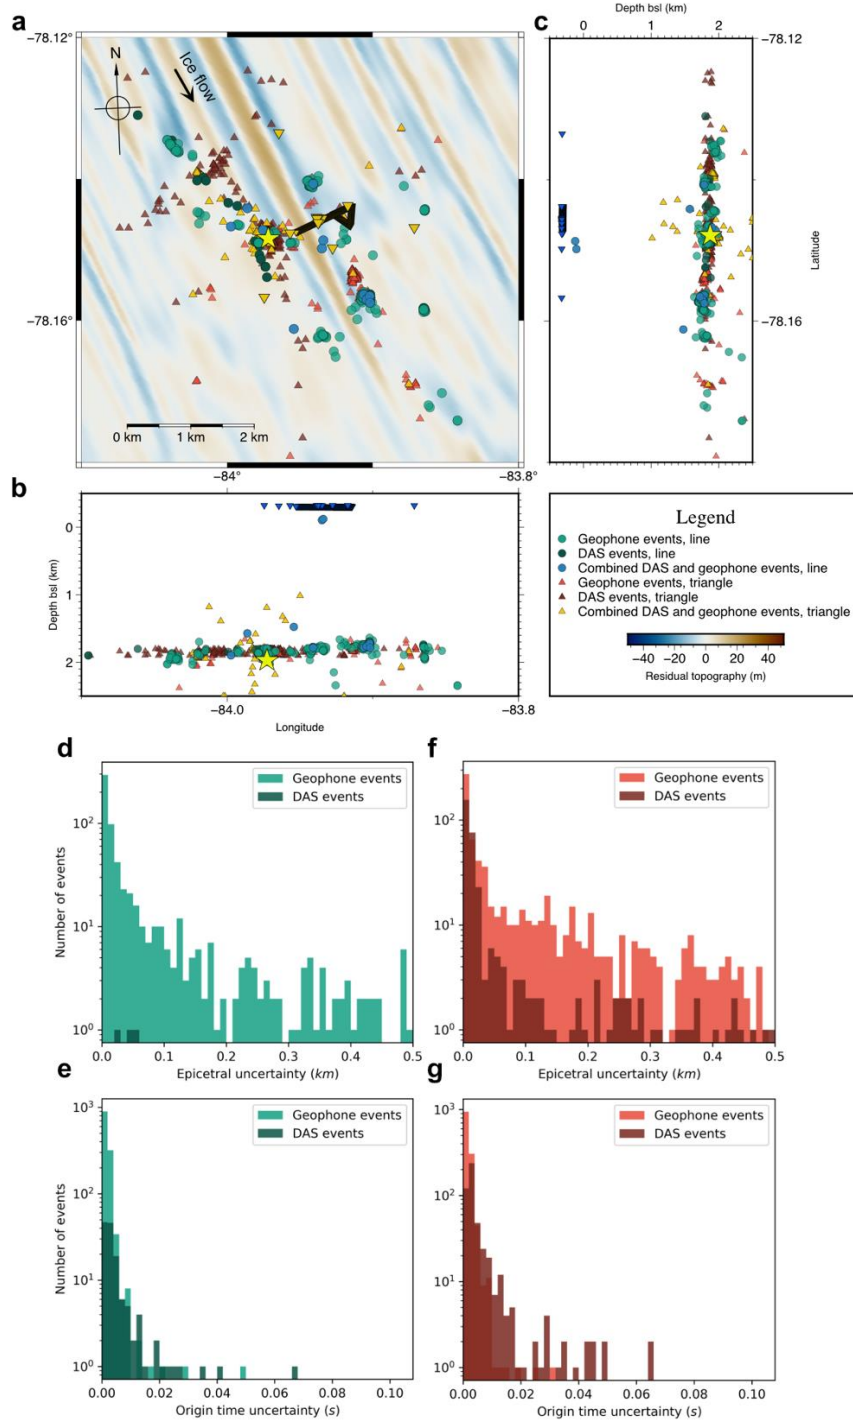 a
c
Depth bsl (km)
0
1
2
−78.12°
−78.12°
N
Ice flow
Latitude
−78.16°
−78.16°
0 km
1 km
2 km
−84°
−83.8°
b
0
1
2
Depth bsl (km)
−84.0
−83.8
Longitude
Legend
Geophone events, line
DAS events, line
Combined DAS and geophone events, line
Geophone events, triangle
DAS events, triangle
Combined DAS and geophone events, triangle
−40 −20 0 20 40
Residual topography (m)
d
Geophone events
DAS events
10²
10¹
10⁰
Number of events
0.0 0.1 0.2 0.3 0.4 0.5
Epicetral uncertainty (km)
f
Geophone events
DAS events
10²
10¹
10⁰
0.0 0.1 0.2 0.3 0.4 0.5
Epicetral uncertainty (km)
e
Geophone events
DAS events
10³
10²
10¹
10⁰
Number of events
0.00 0.02 0.04 0.06 0.08 0.10
Origin time uncertainty (s)
g
Geophone events
DAS events
10³
10²
10¹
10⁰
0.00 0.02 0.04 0.06 0.08 0.10
Origin time uncertainty (s)